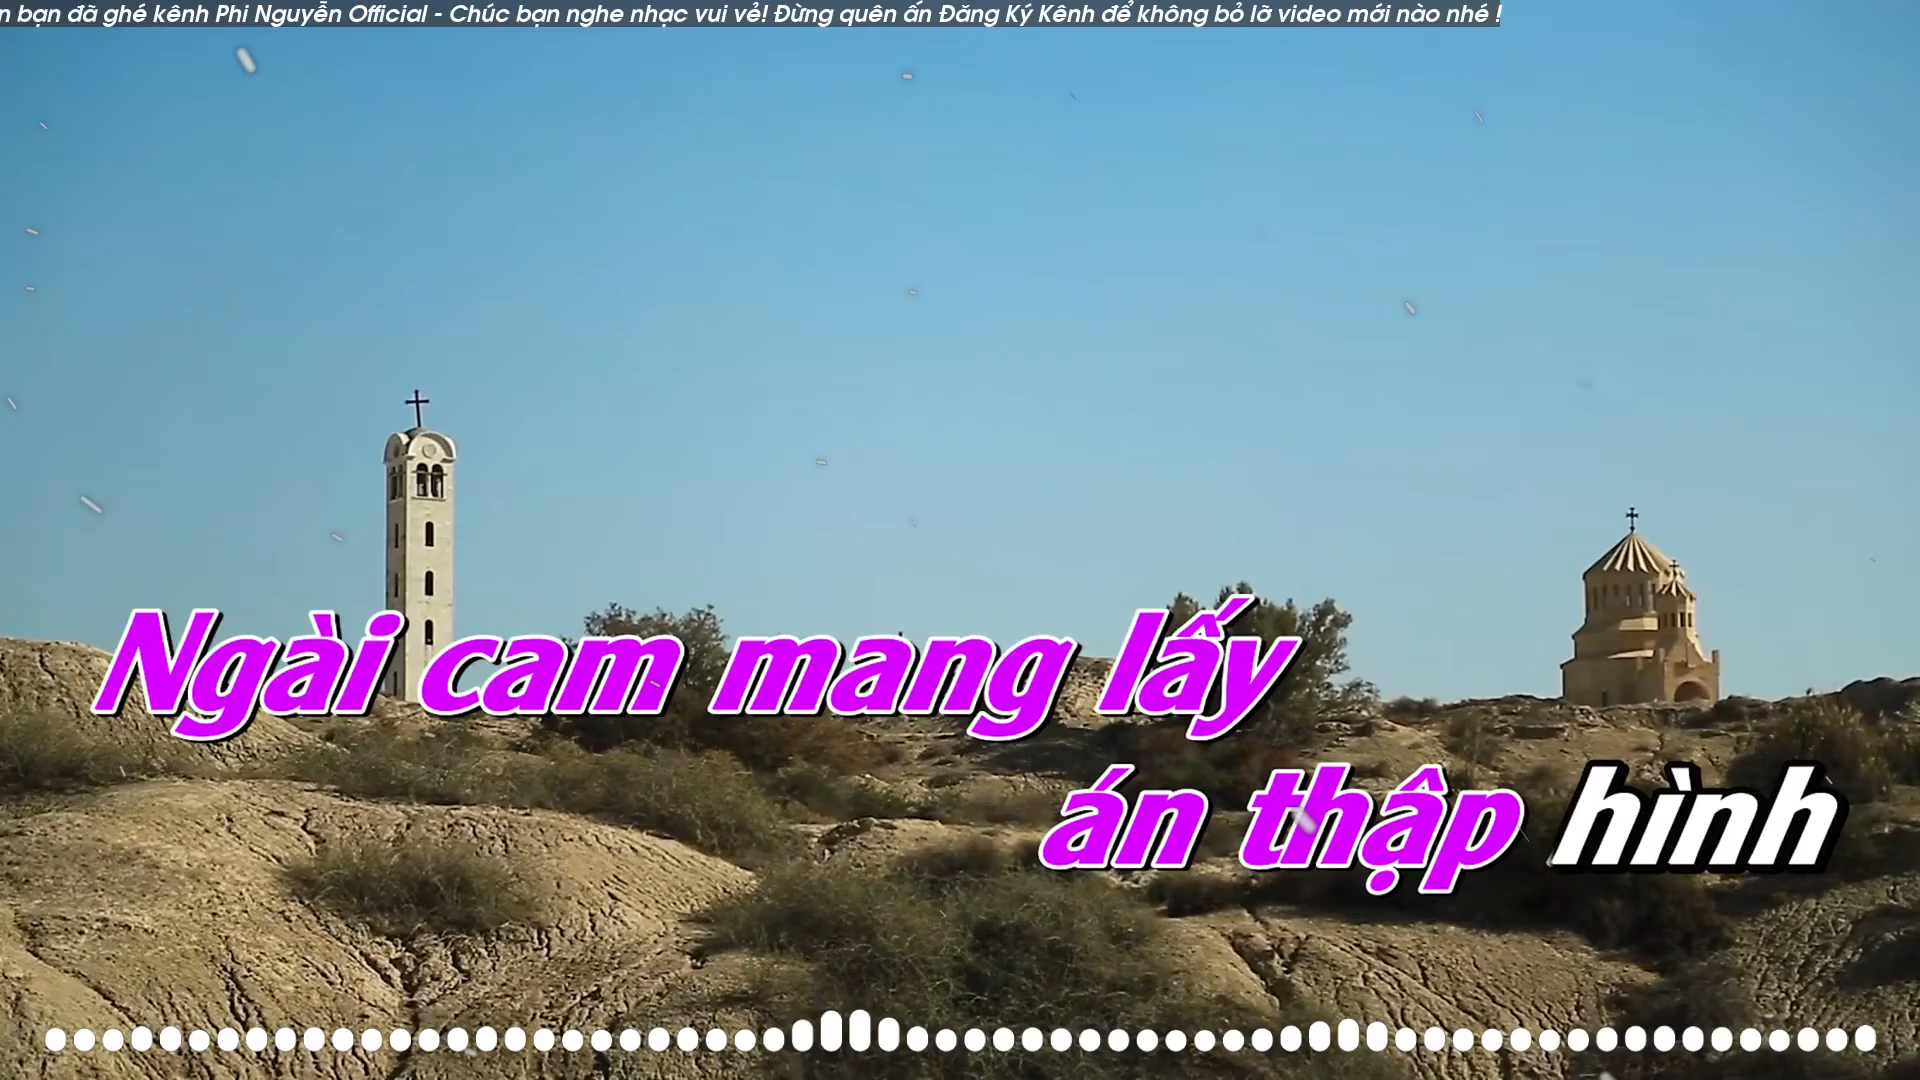 bạn đã ghé kênh Phi Nguyễn Official - Chúc bạn nghe nhạc vui vẻ! Đừng quên ấn Đăng Ký Kênh để không bỏ lỡ video mới nào nhé !
Ngài cam mang lấy
án thập hình